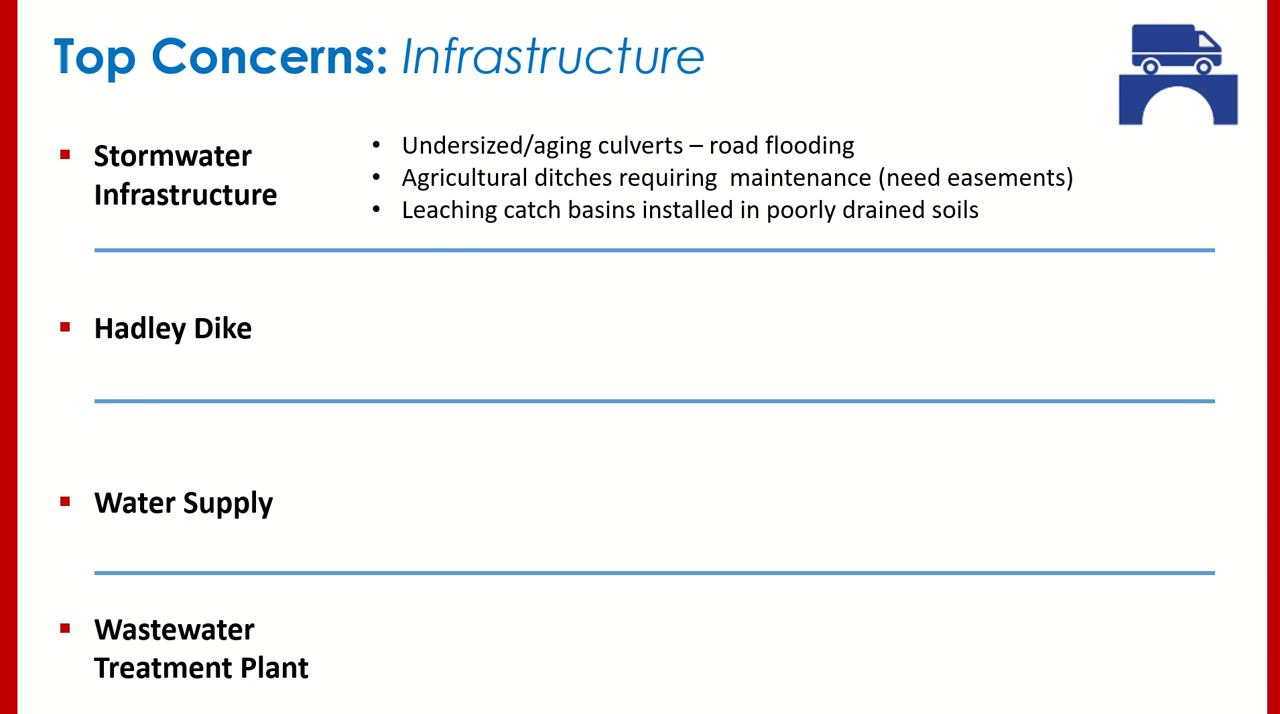 Top Concerns: Infrastructure
▪ Stormwater
Infrastructure
• Undersized/aging culverts – road flooding
• Agricultural ditches requiring  maintenance (need easements)
• Leaching catch basins installed in poorly drained soils
▪ Hadley Dike
▪ Water Supply
▪ Wastewater
Treatment Plant